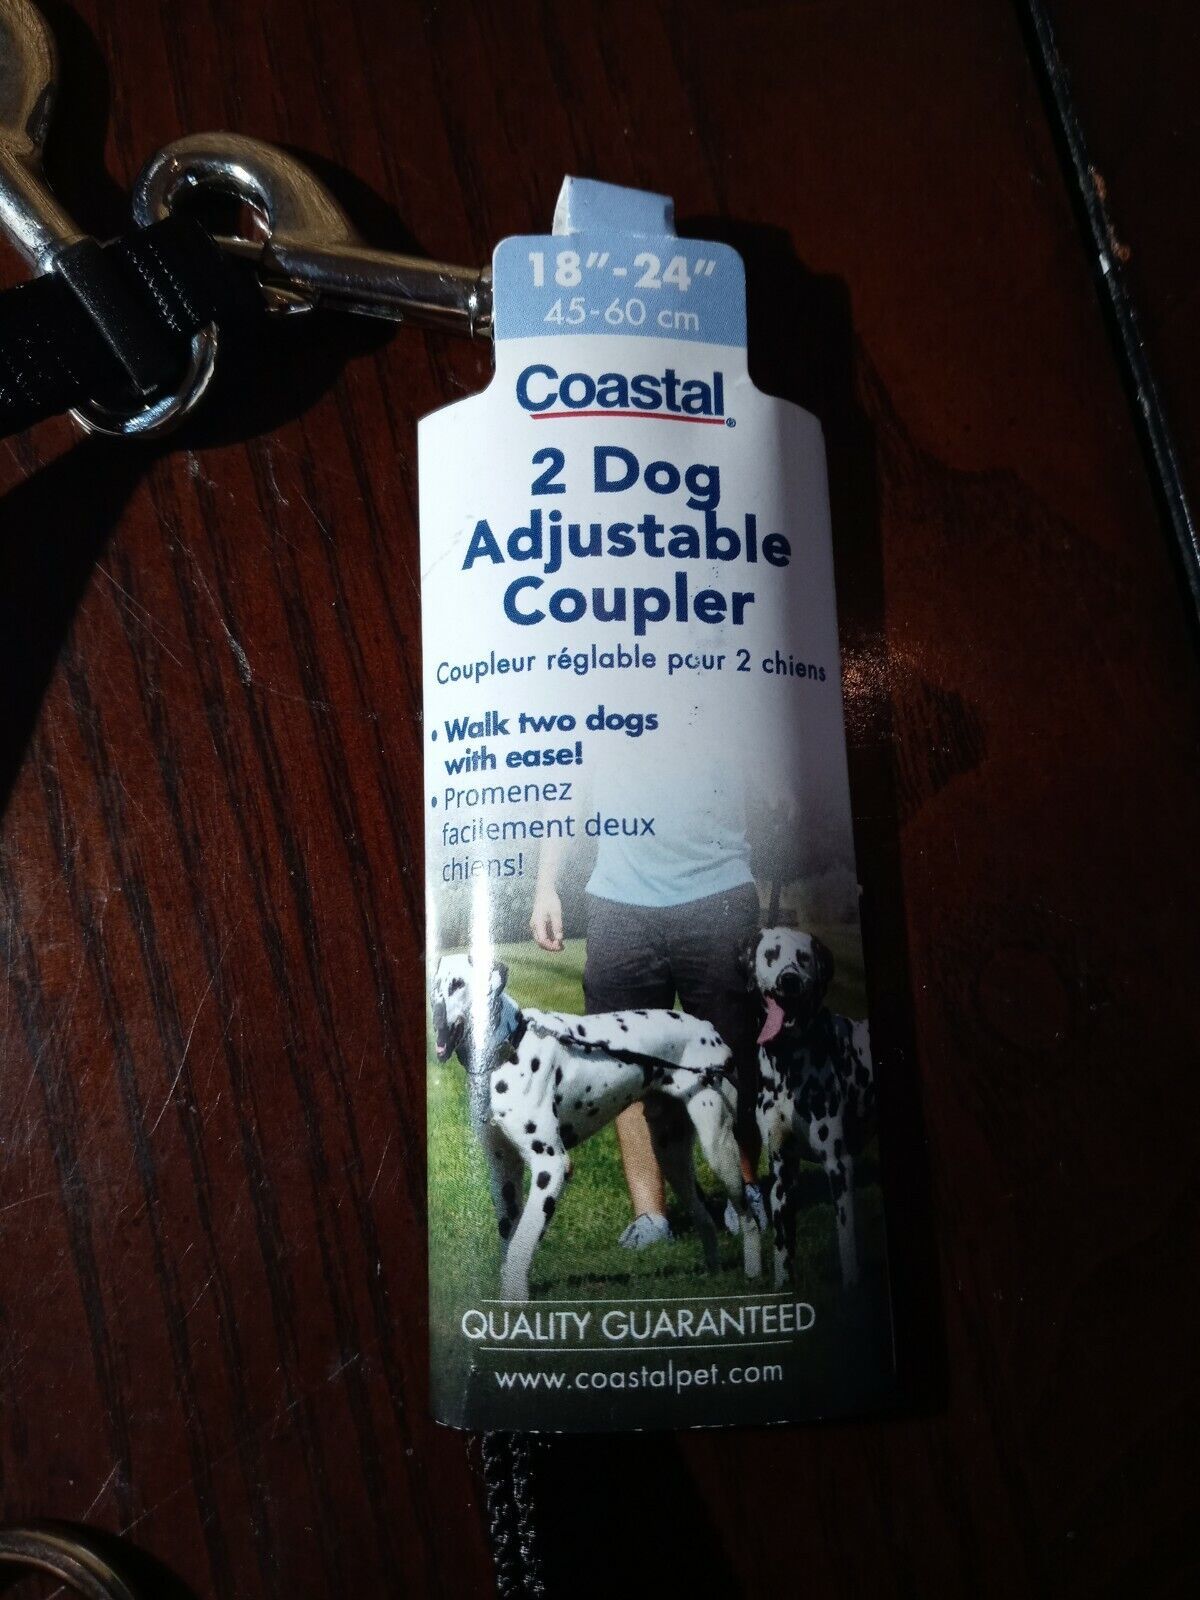 18”-24”
45-60 cm
Coastal®
2 Dog
Adjustable
Coupler
Coupleur réglable pour 2 chiens
• Walk two dogs
with ease!
• Promenez
facilement deux
chiens!
QUALITY GUARANTEED
www.coastalpet.com